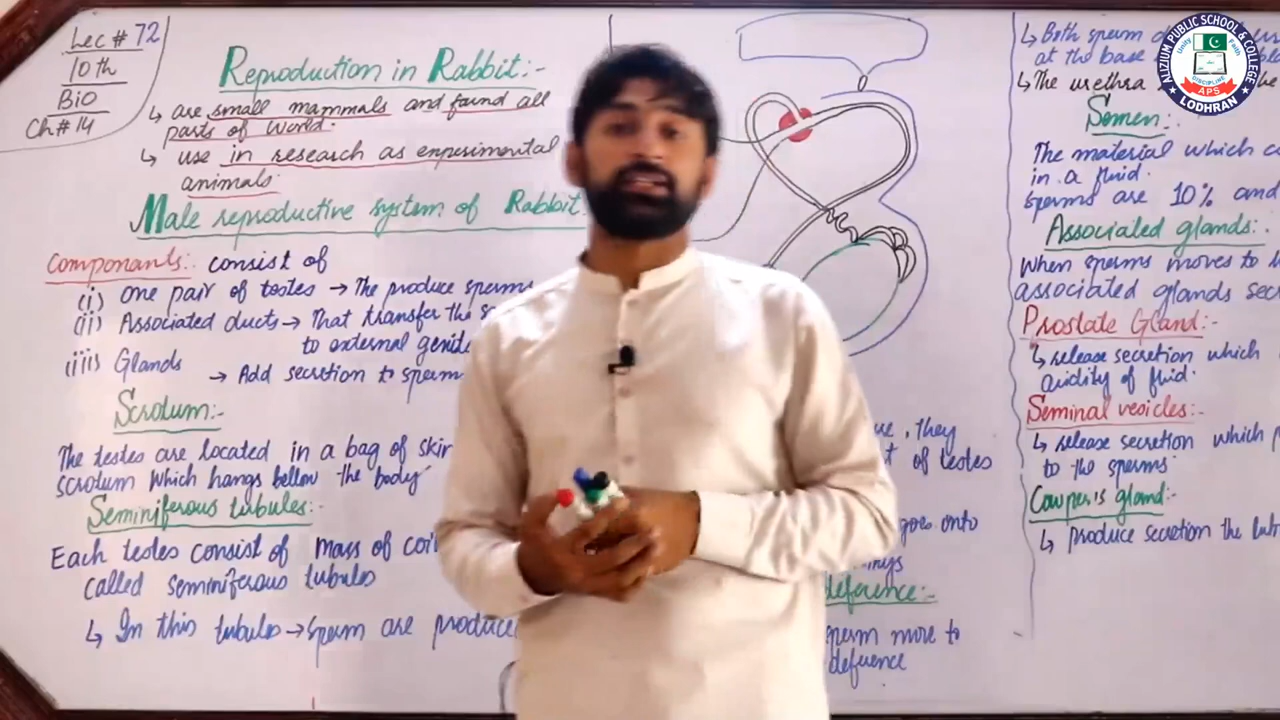 Lec # 72
10th
Bio
Ch # 14
Reproduction in Rabbit:-
↳ are small mammals and found all
parts of world.
↳ use in research as experimental
animals.
Male reproductive system of Rabbit.
Componants:. consist of
(i) one pair of testes → The produce sperms
(ii) Associated ducts → That transfer the
to external
(iii) Glands → Add secretion to sperm
Scrotum:-
The testes are located in a bag of skin
scrotum which hangs bellow the body
Seminiferous tubules:-
Each testes consist of mass of
called seminiferous tubules
↳ In this tubules → sperm are
they
of testes
goes onto
deference:-
sperm move to
deference
↳ Both sperm
at the base
↳ The urethra
Semen:.
The material which
in a fluid.
sperms are 10% and
Associated glands:.
when sperms moves to
associated glands
Prostate Gland:-
↳ release secretion which
acidity of fluid.
Seminal vesicles:-
↳ release secretion which
to the sperms
Cowper's gland:-
↳ produce secretion the
ALIZIUM PUBLIC SCHOOL & COLLEGE
Unity
Faith
DISCIPLINE
APS
LODHRAN